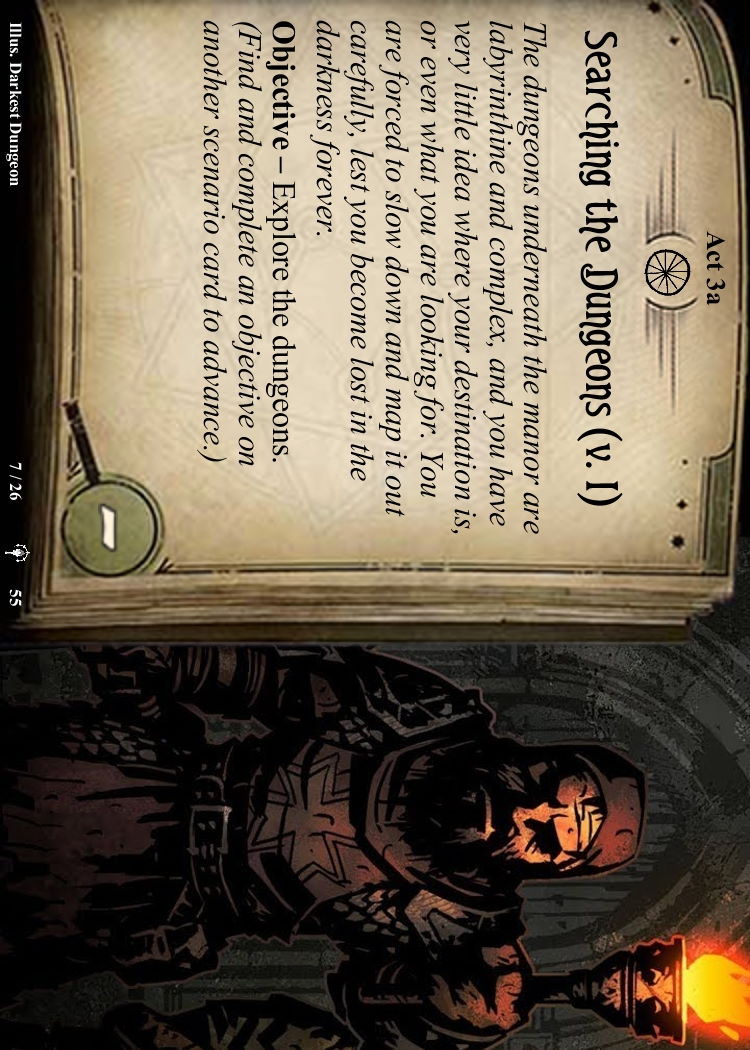 Act 3a
Searching the Dungeons (v. I)
The dungeons underneath the manor are
labyrinthine and complex, and you have
very little idea where your destination is,
or even what you are looking for. You
are forced to slow down and map it out
carefully, lest you become lost in the
darkness forever.
Objective – Explore the dungeons.
(Find and complete an objective on
another scenario card to advance.)
–
Illus. Darkest Dungeon
7 / 26
55